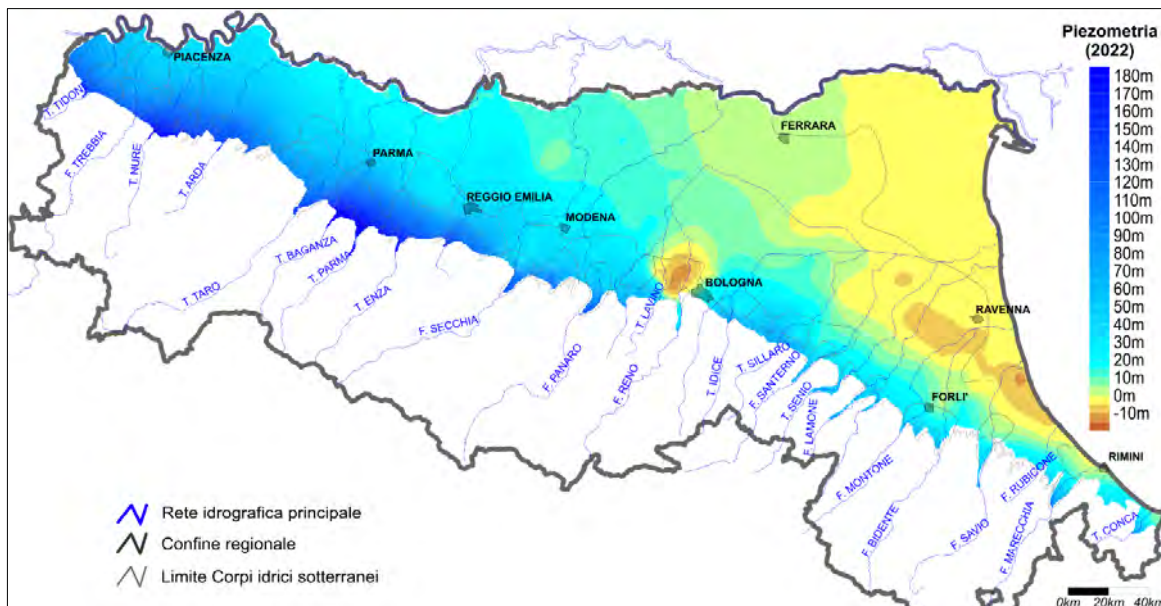 Piezometria
(2022)
180m
170m
160m
150m
140m
130m
120m
110m
100m
90m
80m
70m
60m
50m
40m
30m
20m
10m
0m
-10m
PIACENZA
PARMA
REGGIO EMILIA
MODENA
BOLOGNA
FERRARA
RAVENNA
FORLI'
RIMINI
T. TIDONE
F. TREBBIA
T. NURE
T. ARDA
T. TARO
T. BAGANZA
T. PARMA
T. ENZA
F. SECCHIA
F. PANARO
T. LAVINO
F. RENO
T. IDICE
T. SILLARO
F. SANTERNO
T. SENIO
F. LAMONE
F. MONTONE
F. BIDENTE
F. SAVIO
F. RUBICONE
F. MARECCHIA
T. CONCA
Rete idrografica principale
Confine regionale
Limite Corpi idrici sotterranei
0km 20km 40km